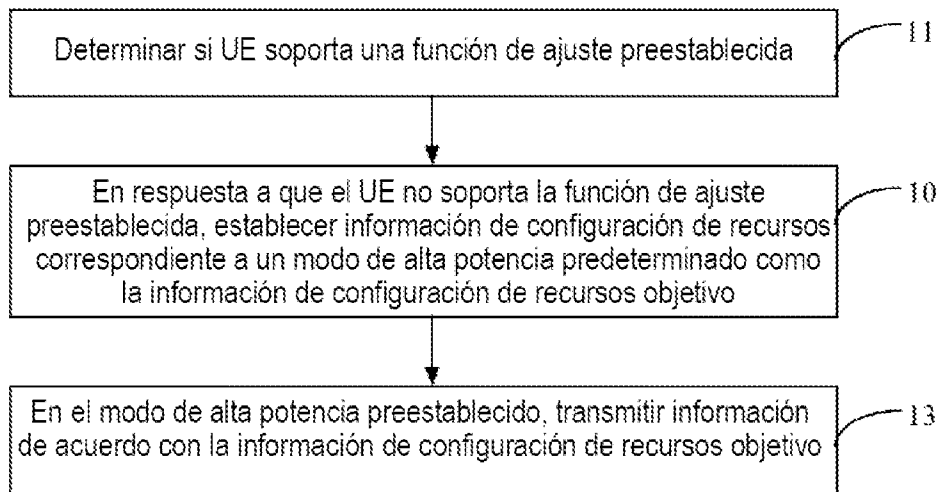 Determinar si UE soporta una función de ajuste preestablecida
11
En respuesta a que el UE no soporta la función de ajuste
preestablecida, establecer información de configuración de recursos
correspondiente a un modo de alta potencia predeterminado como
la información de configuración de recursos objetivo
10
En el modo de alta potencia preestablecido, transmitir información
de acuerdo con la información de configuración de recursos objetivo
13